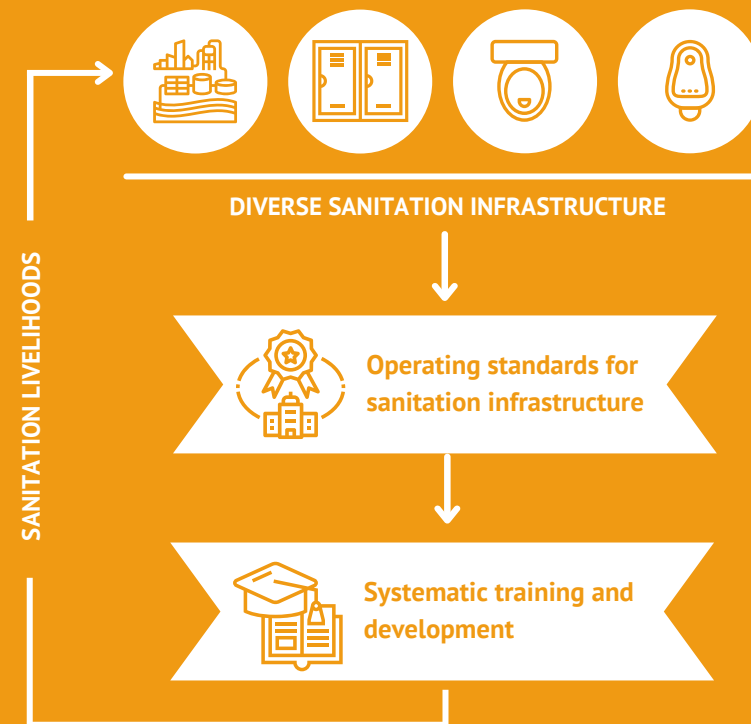 DIVERSE SANITATION INFRASTRUCTURE
SANITATION LIVELIHOODS
Operating standards for
sanitation infrastructure
Systematic training and
development